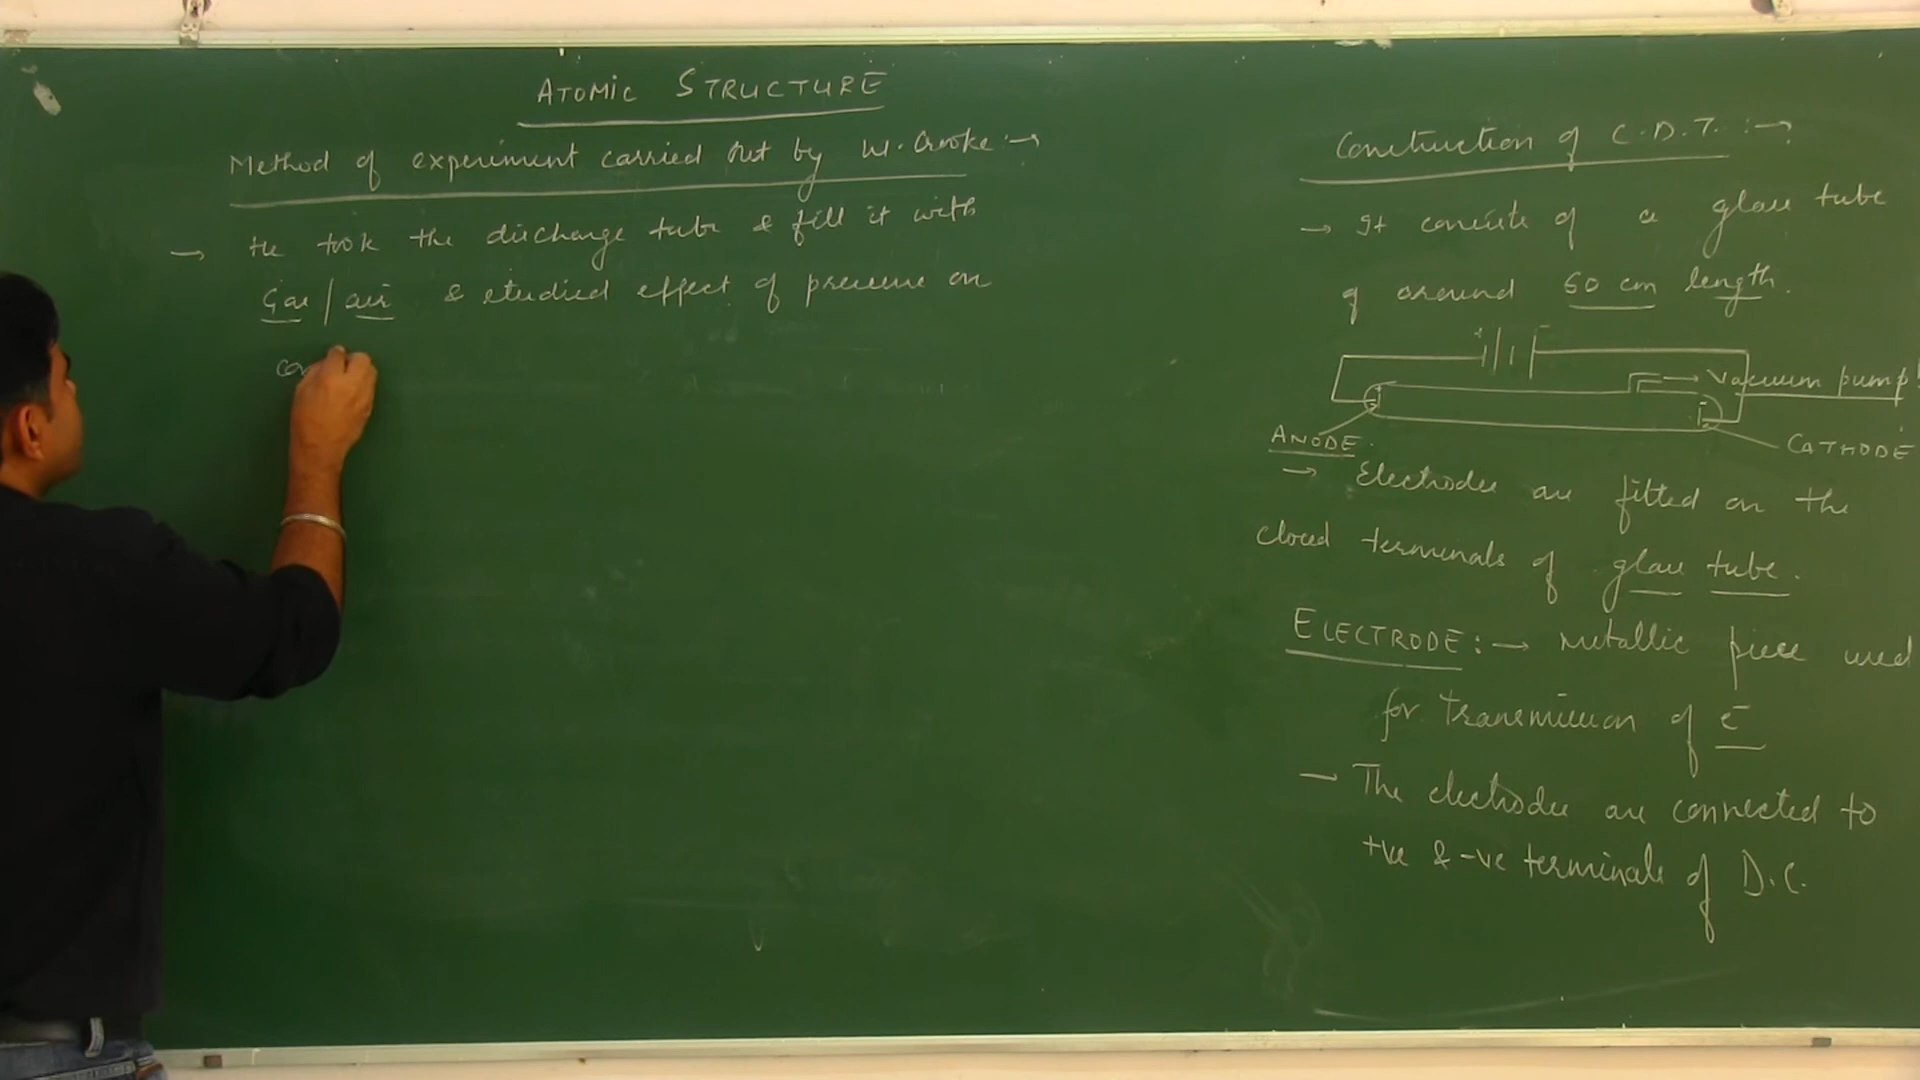 ATOMIC STRUCTURE
Method of experiment carried out by W. Crooke :→
→ He took the discharge tube & fill it with
Gas / air & studied effect of pressure on
con
Construction of C.D.T. :→
→ It consists of a glass tube
of around 60 cm length.
+ -
→ Vacuum pump
ANODE.
CATHODE
→ Electrodes are fitted on the
closed terminals of glass tube.
ELECTRODE :→ Metallic piece used
for transmission of e⁻
→ The electrodes are connected to
+ve & -ve terminals of D.C.